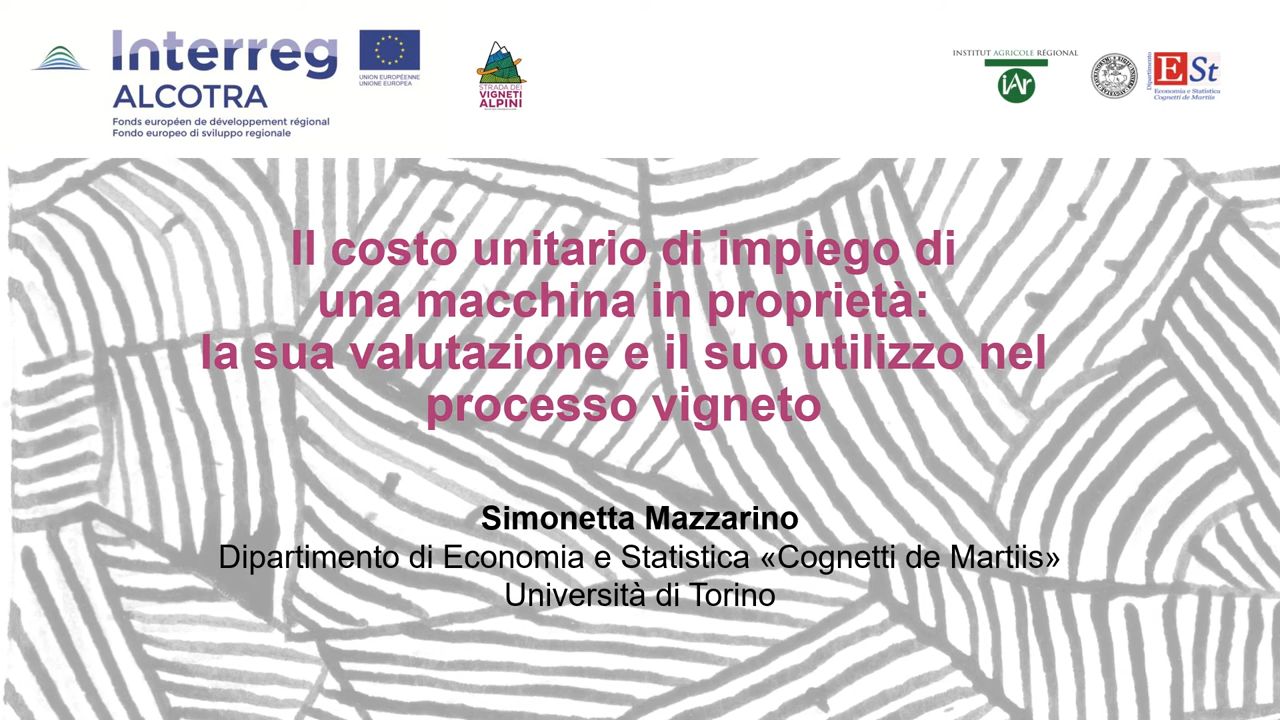 Interreg
ALCOTRA
Fonds européen de développement régional
Fondo europeo di sviluppo regionale
UNION EUROPÉENNE
UNIONE EUROPEA
STRADA DEI
VIGNETI
ALPINI
INSTITUT AGRICOLE RÉGIONAL
iAr
Dipartimento
ESt
Economia e Statistica
Cognetti de Martiis
Il costo unitario di impiego di
una macchina in proprietà:
la sua valutazione e il suo utilizzo nel
processo vigneto
Simonetta Mazzarino
Dipartimento di Economia e Statistica «Cognetti de Martiis»
Università di Torino